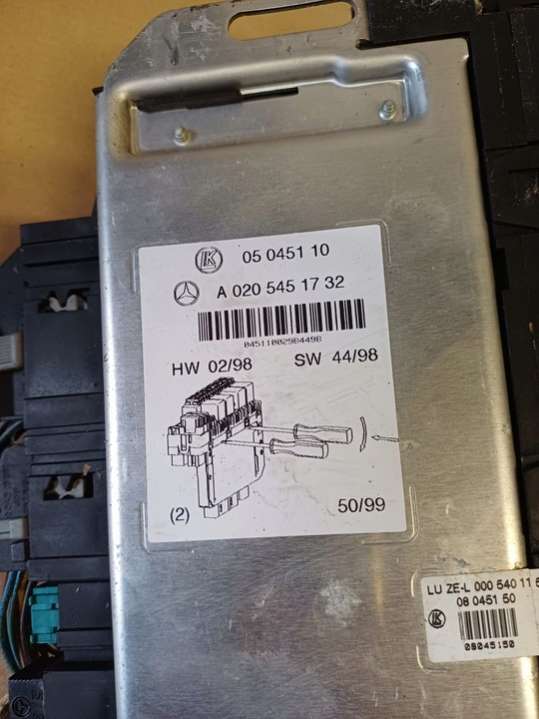 K 05 0451 10
A 020 545 17 32
0451100298449B
HW 02/98 SW 44/98
(2) 50/99
LU ZE-L 000 540 11
08 0451 50
K
08045150